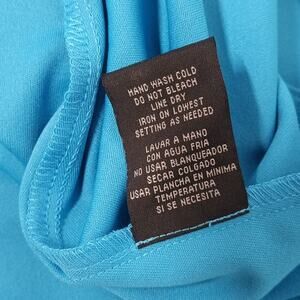 HAND WASH COLD
DO NOT BLEACH
LINE DRY
IRON ON LOWEST
SETTING AS NEEDED
LAVAR A MANO
CON AGUA FRIA
NO USAR BLANQUEADOR
SECAR COLGADO
USAR PLANCHA EN MINIMA
TEMPERATURA
SI SE NECESITA